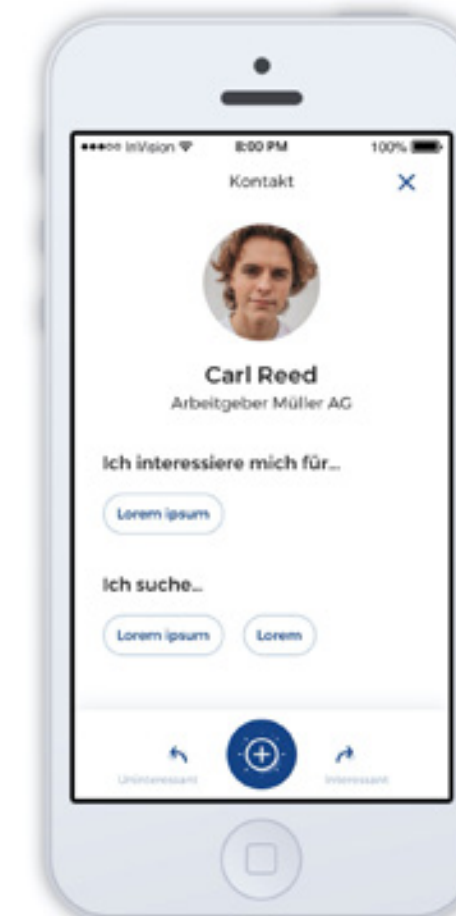 InVision 8:00 PM 100%
Kontakt
Carl Reed
Arbeitgeber Müller AG
Ich interessiere mich für...
Lorem ipsum
Ich suche...
Lorem ipsum Lorem
Uninteressant Interessant